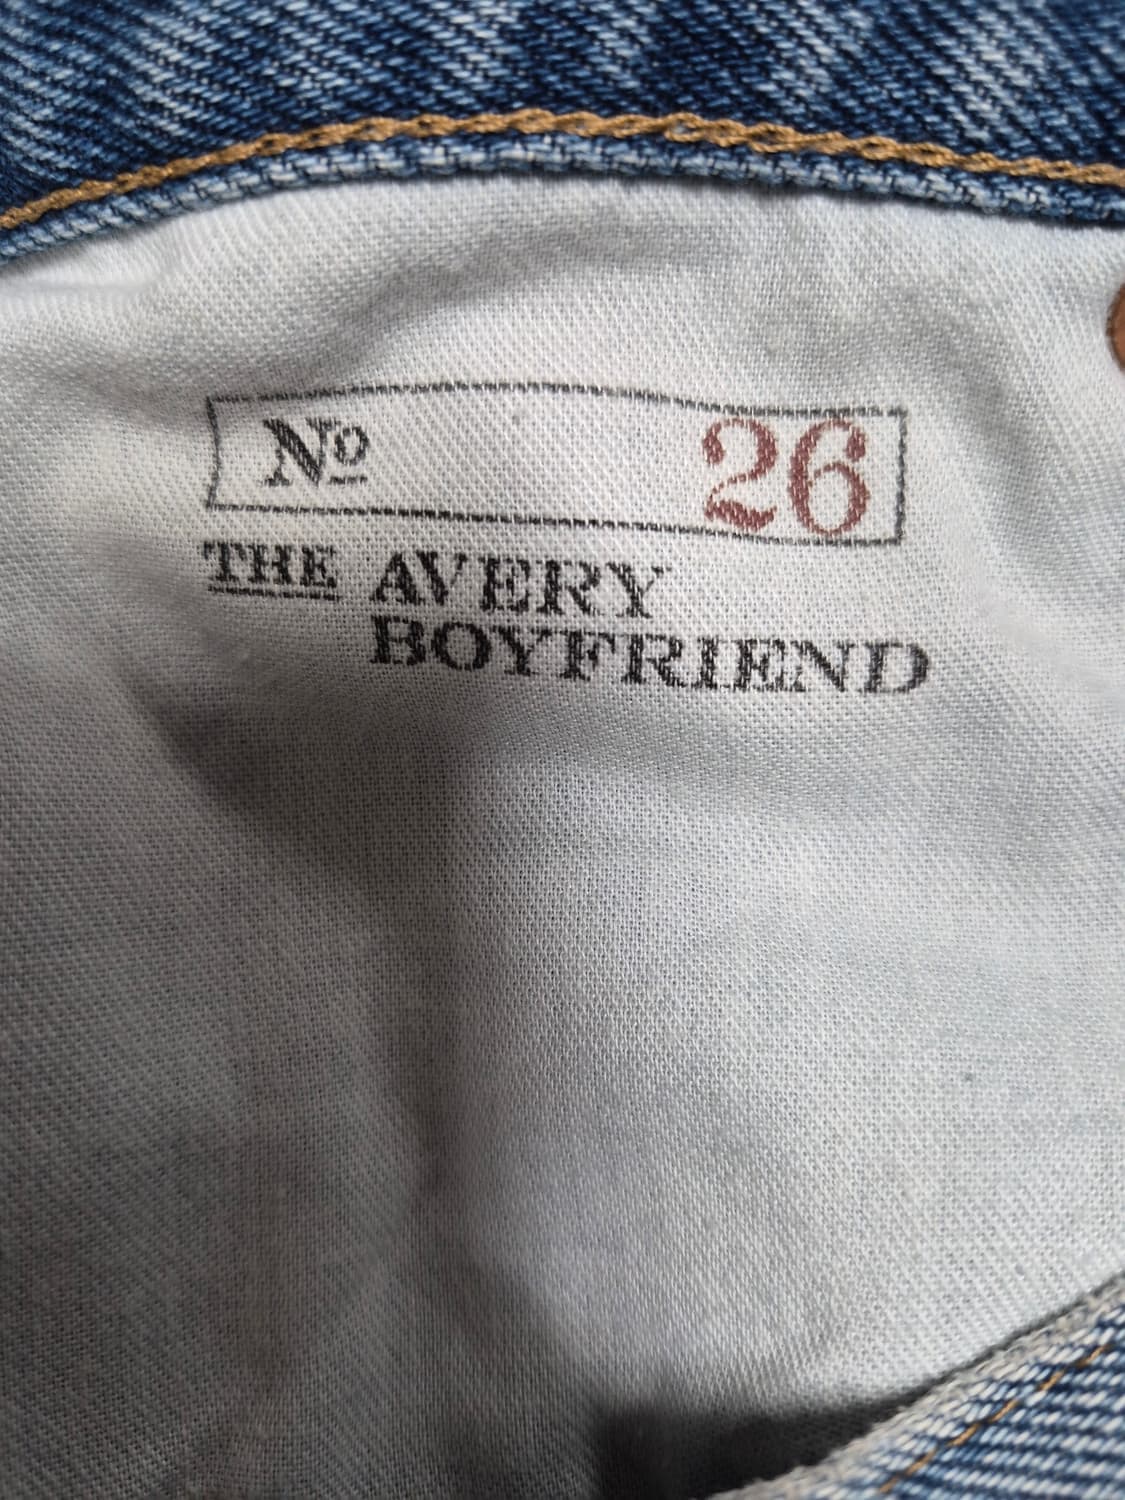 Nº 26
THE AVERY
BOYFRIEND